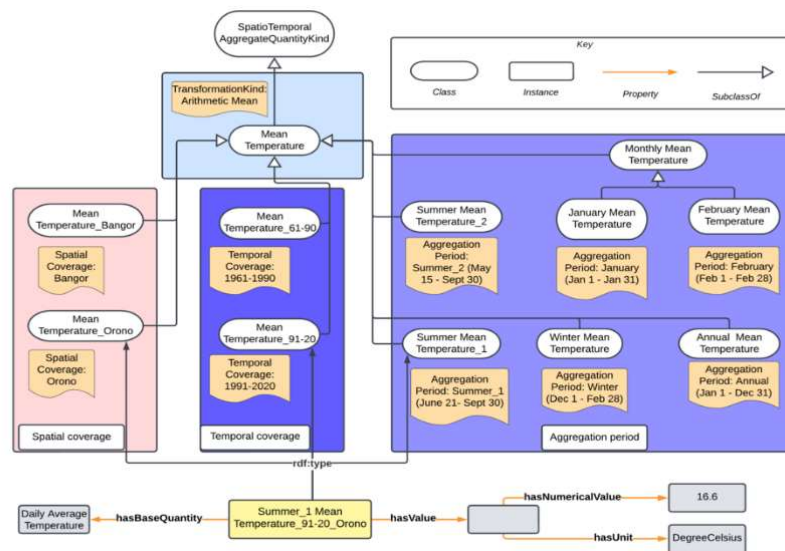 SpatioTemporal
AggregateQuantityKind
Key
Class
Instance
Property
SubclassOf
TransformationKind:
Arithmetic Mean
Mean
Temperature
Monthly Mean
Temperature
Mean
Temperature_Bangor
Mean
Temperature_61-90
Summer Mean
Temperature_2
January Mean
Temperature
February Mean
Temperature
Spatial
Coverage:
Bangor
Temporal
Coverage:
1961-1990
Aggregation
Period:
Summer_2 (May
15 - Sept 30)
Aggregation
Period: January
(Jan 1 - Jan 31)
Aggregation
Period: February
(Feb 1 - Feb 28)
Mean
Temperature_Orono
Mean
Temperature_91-20
Summer Mean
Temperature_1
Winter Mean
Temperature
Annual Mean
Temperature
Spatial
Coverage:
Orono
Temporal
Coverage:
1991-2020
Aggregation
Period: Summer_1
(June 21- Sept 30)
Aggregation
Period: Winter
(Dec 1 - Feb 28)
Aggregation
Period: Annual
(Jan 1 - Dec 31)
Spatial coverage
Temporal coverage
Aggregation period
rdf:type
Daily Average
Temperature
hasBaseQuantity
Summer_1 Mean
Temperature_91-20_Orono
hasValue
hasNumericalValue
16.6
hasUnit
DegreeCelsius